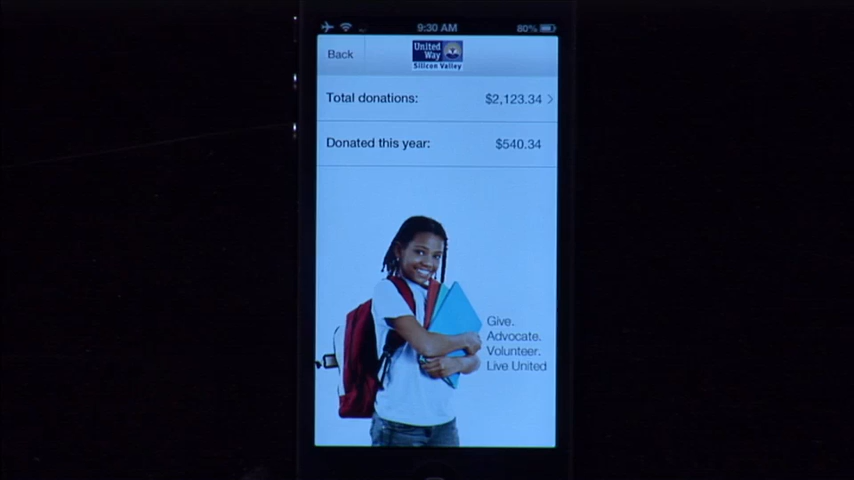 9:30 AM
80%
Back
United
Way
Silicon Valley
Total donations:
$2,123.34
Donated this year:
$540.34
Give.
Advocate.
Volunteer.
Live United